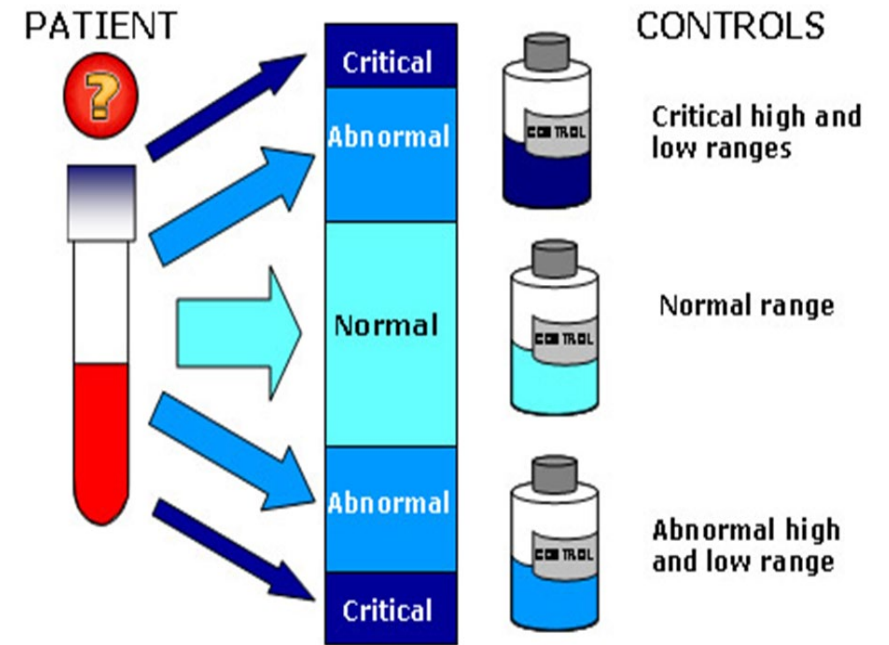 PATIENT
CONTROLS
?
Critical
Abnormal
Normal
Abnormal
Critical
CONTROL
Critical high and
low ranges
CONTROL
Normal range
CONTROL
Abnormal high
and low range